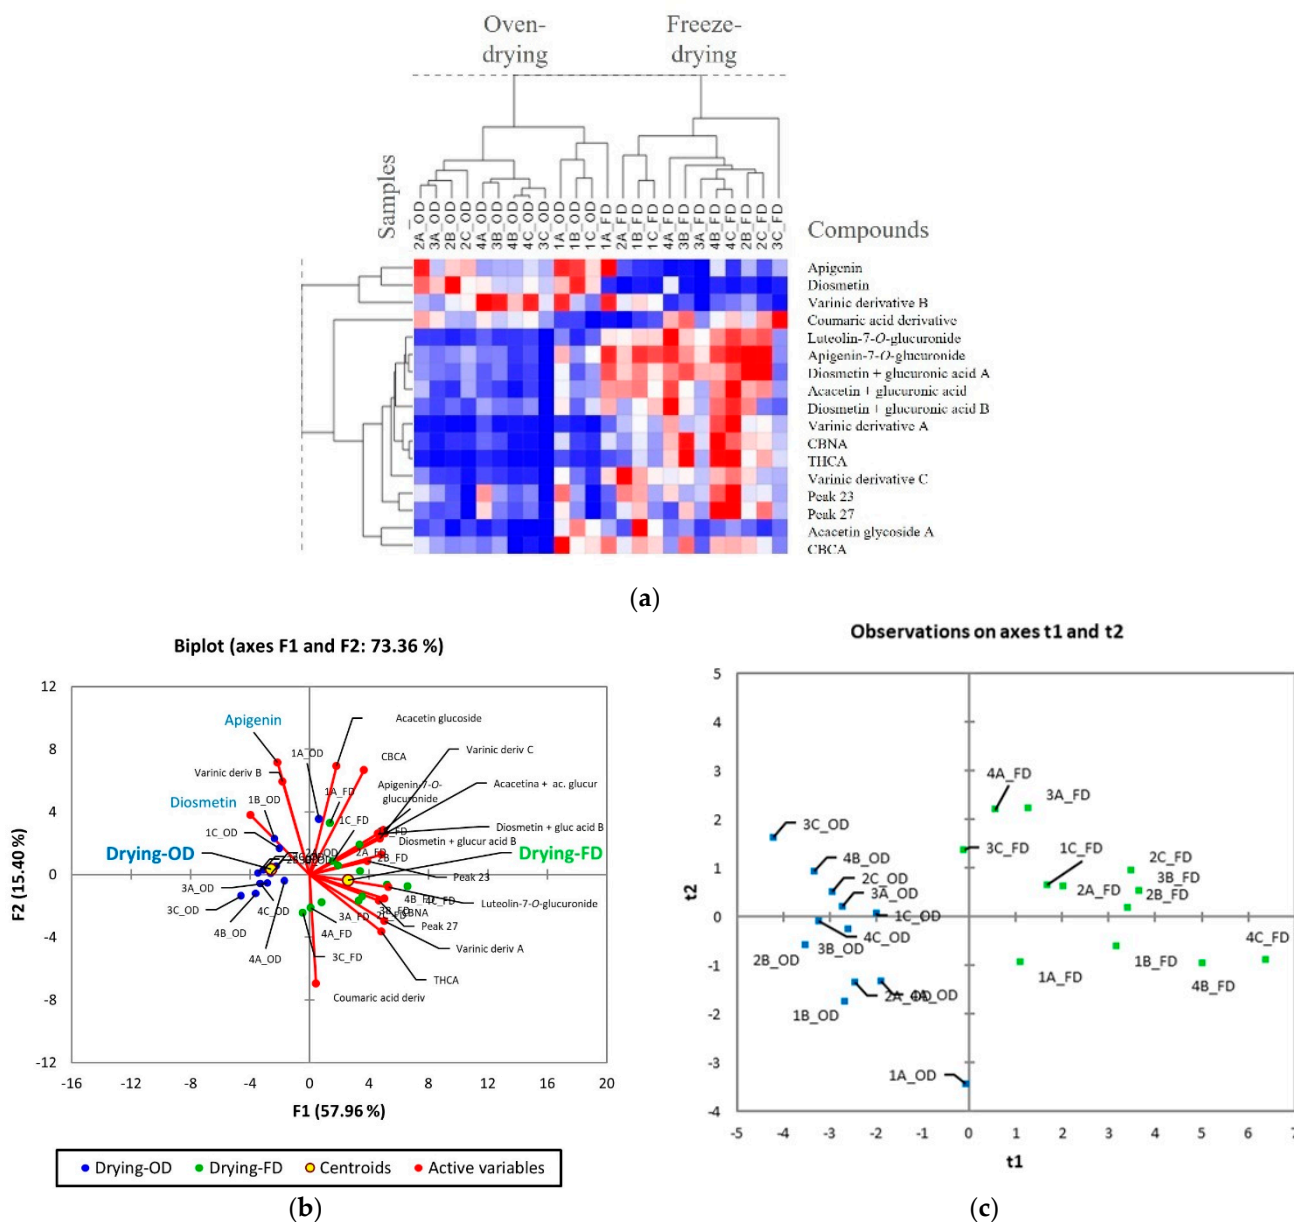 Oven-
drying
Freeze-
drying
Samples
2A_OD
3A_OD
2B_OD
2C_OD
4A_OD
3B_OD
4B_OD
4C_OD
3C_OD
1A_OD
1B_OD
1C_OD
1A_FD
2A_FD
1B_FD
1C_FD
4A_FD
3B_FD
3A_FD
4B_FD
4C_FD
2B_FD
2C_FD
3C_FD
Compounds
Apigenin
Diosmetin
Varinic derivative B
Coumaric acid derivative
Luteolin-7-O-glucuronide
Apigenin-7-O-glucuronide
Diosmetin + glucuronic acid A
Acacetin + glucuronic acid
Diosmetin + glucuronic acid B
Varinic derivative A
CBNA
THCA
Varinic derivative C
Peak 23
Peak 27
Acacetin glycoside A
CBCA
(a)
Biplot (axes F1 and F2: 73.36 %)
12
8
4
0
-4
-8
-12
-16
-12
-8
-4
0
4
8
12
16
20
F2 (15.40 %)
F1 (57.96 %)
Apigenin
Acacetin glucoside
1A_OD
CBCA
Varinic deriv C
Varinic deriv B
Apigenin-7-O-
glucuronide
Acacetina + ac. glucur
Diosmetin
1A_FD
1B_OD
1C_FD
Diosmetin + gluc acid B
1C_OD
Diosmetin + glucur acid B
Drying-OD
2A_FD
2B_FD
Drying-FD
Peak 23
3A_OD
3C_OD
4C_OD
4B_OD
4A_OD
3A_FD
4A_FD
3C_FD
3B_FD
4B_FD
CBNA
Luteolin-7-O-glucuronide
Peak 27
Varinic deriv A
THCA
Coumaric acid deriv
Drying-OD
Drying-FD
Centroids
Active variables
(b)
Observations on axes t1 and t2
5
4
3
2
1
0
-1
-2
-3
-4
-5
-4
-3
-2
-1
0
1
2
3
4
5
6
7
t2
t1
4A_FD
3A_FD
3C_OD
3C_FD
1C_FD
2C_FD
4B_OD
2C_OD
3B_FD
3A_OD
2A_FD
2B_FD
1C_OD
4C_OD
3B_OD
2B_OD
1A_FD
1B_FD
4C_FD
4B_FD
2A_OD
4A_OD
1B_OD
1A_OD
(c)